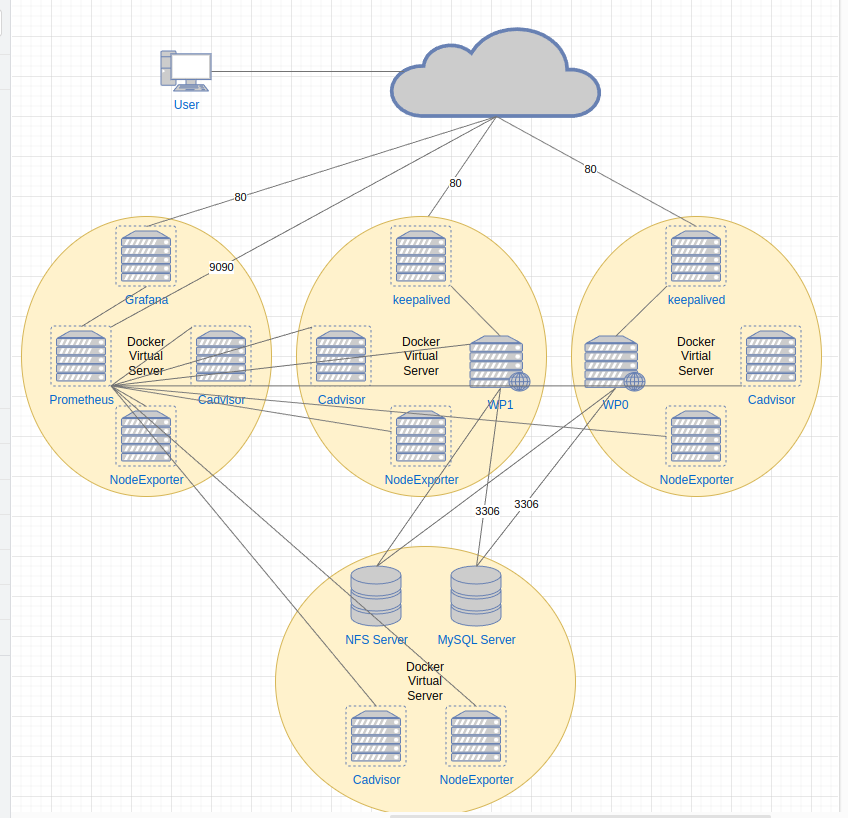 User
80
80
80
9090
Grafana
keepalived
keepalived
Docker
Virtual
Server
Docker
Virtual
Server
Docker
Virtial
Server
Prometheus
Cadvisor
Cadvisor
WP1
WP0
Cadvisor
NodeExporter
NodeExporter
NodeExporter
3306
3306
NFS Server
MySQL Server
Docker
Virtual
Server
Cadvisor
NodeExporter